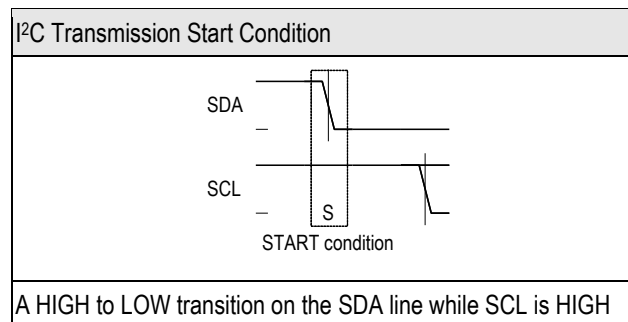 I²C Transmission Start Condition
SDA
SCL
S
START condition
A HIGH to LOW transition on the SDA line while SCL is HIGH